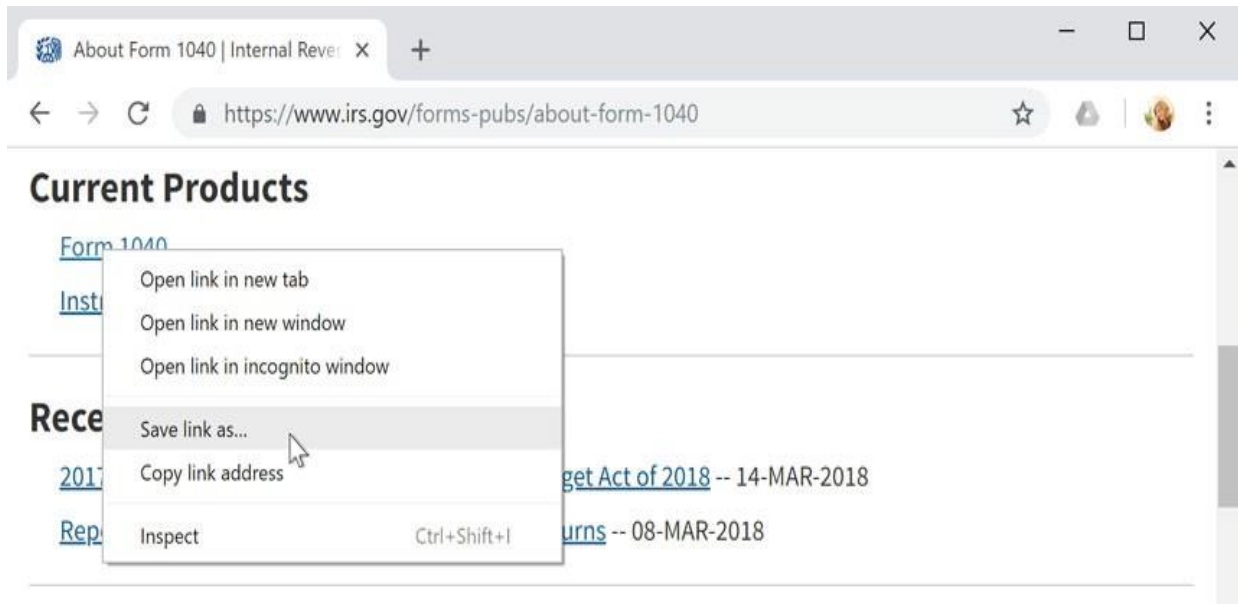 About Form 1040 | Internal Reve
https://www.irs.gov/forms-pubs/about-form-1040
Current Products
Form 1040
Instr
Open link in new tab
Open link in new window
Open link in incognito window
Save link as...
Copy link address
Inspect Ctrl+Shift+I
Rece
2017 get Act of 2018 -- 14-MAR-2018
Rep urns -- 08-MAR-2018